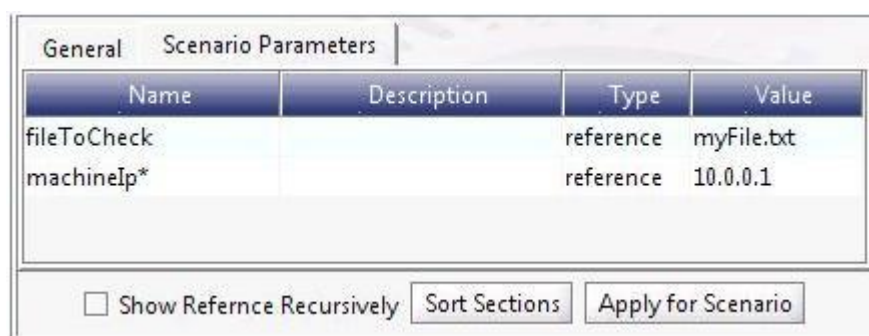 General Scenario Parameters
Name Description Type Value
fileToCheck reference myFile.txt
machineIp* reference 10.0.0.1
Show Refernce Recursively Sort Sections Apply for Scenario